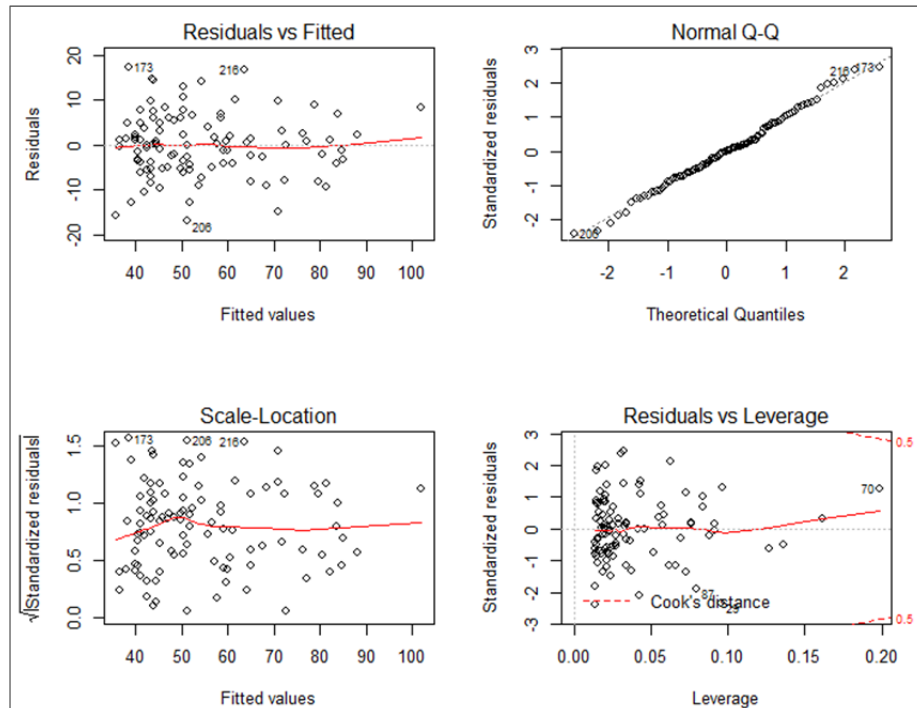 Residuals vs Fitted
Residuals
20
10
0
-10
-20
173
216
206
40 50 60 70 80 90 100
Fitted values
Normal Q-Q
Standardized residuals
3
2
1
0
-1
-2
216
173
206
-2 -1 0 1 2
Theoretical Quantiles
Scale-Location
√|Standardized residuals|
1.5
1.0
0.5
0.0
173
206
216
40 50 60 70 80 90 100
Fitted values
Residuals vs Leverage
Standardized residuals
3
2
1
0
-1
-2
-3
0.5
70
87
Cook's distance
29
0.5
0.00 0.05 0.10 0.15 0.20
Leverage